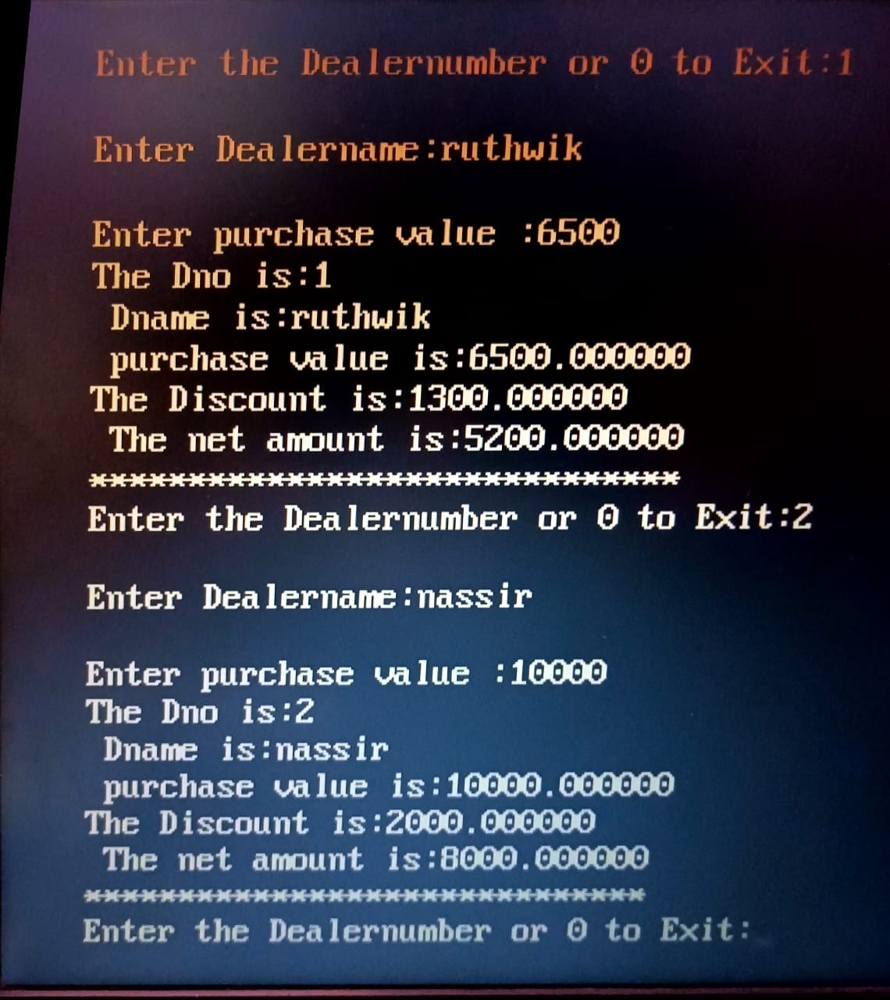 Enter the Dealernumber or 0 to Exit:1
Enter Dealername:ruthwik
Enter purchase value :6500
The Dno is:1
Dname is:ruthwik
purchase value is:6500.000000
The Discount is:1300.000000
The net amount is:5200.000000
******************************
Enter the Dealernumber or 0 to Exit:2
Enter Dealername:nassir
Enter purchase value :10000
The Dno is:2
Dname is:nassir
purchase value is:10000.000000
The Discount is:2000.000000
The net amount is:8000.000000
******************************
Enter the Dealernumber or 0 to Exit: